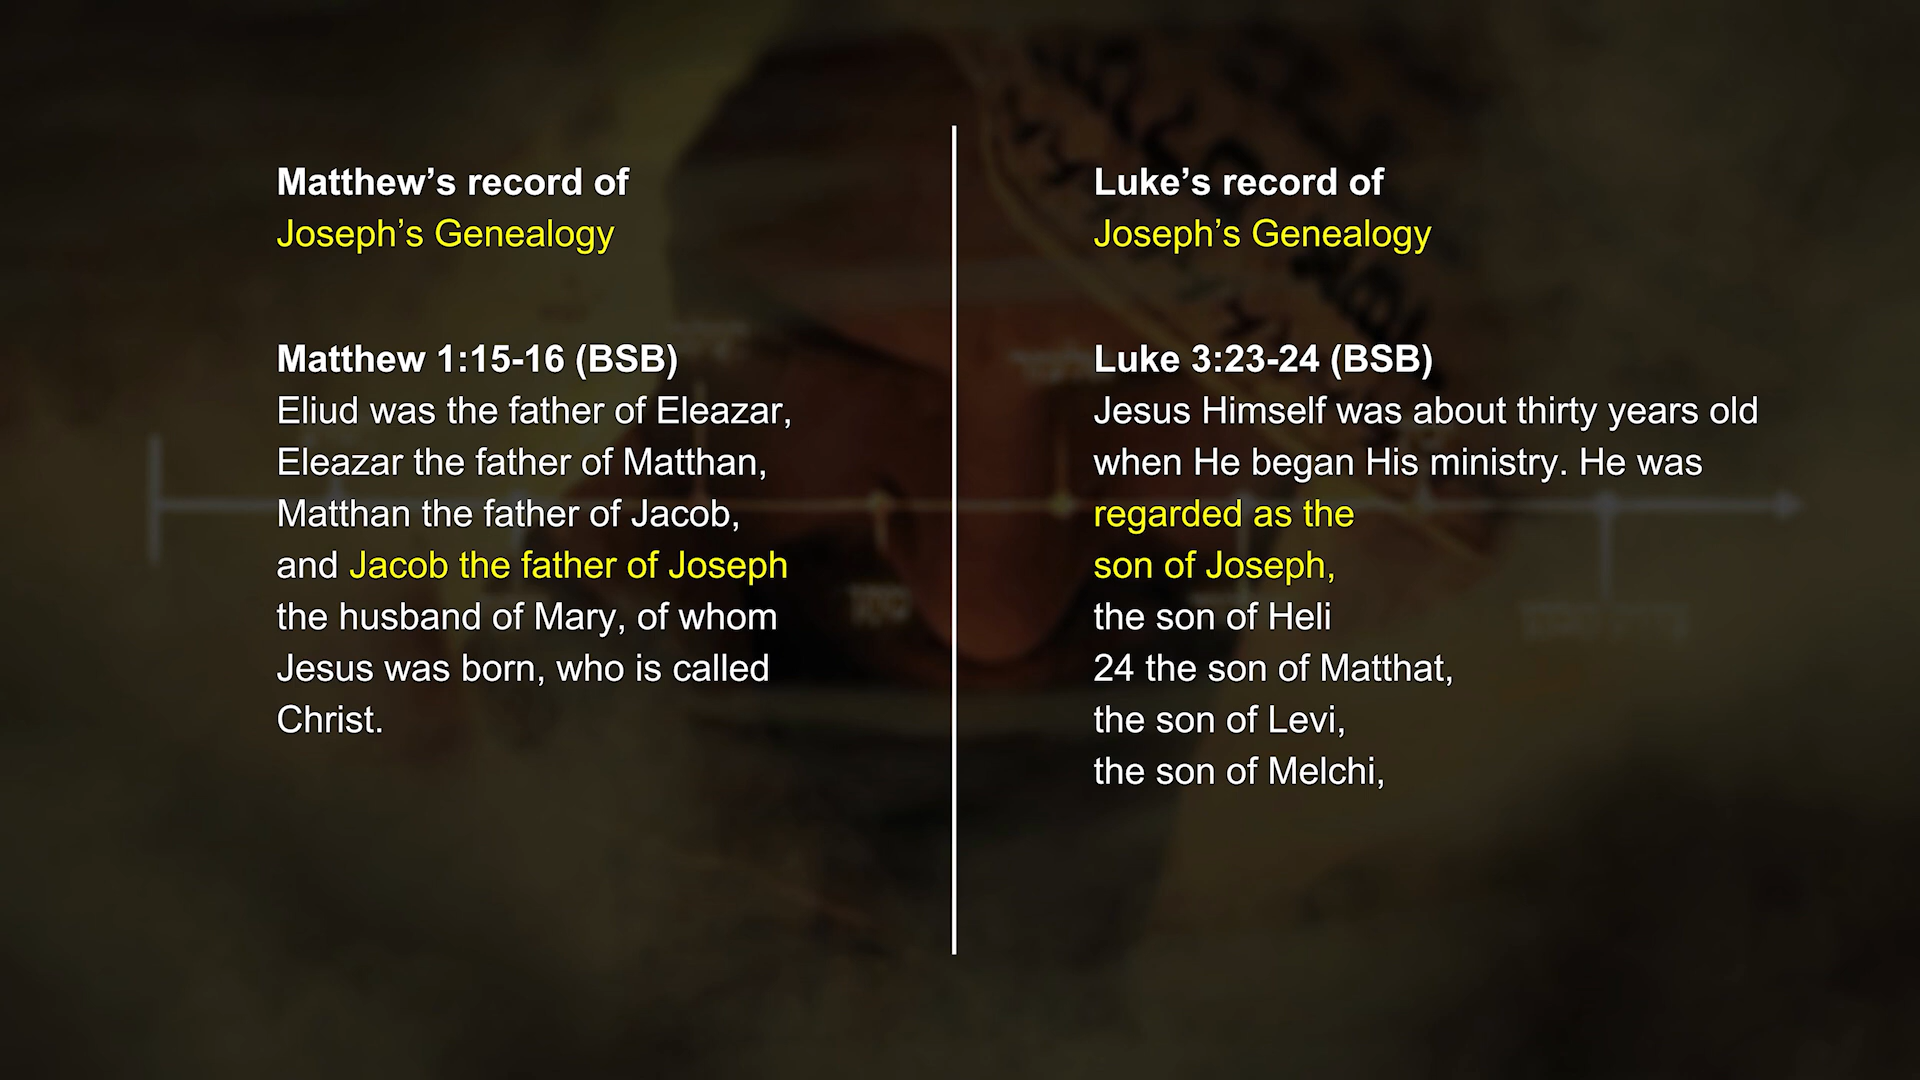 Matthew’s record of
Joseph’s Genealogy
Matthew 1:15-16 (BSB)
Eliud was the father of Eleazar,
Eleazar the father of Matthan,
Matthan the father of Jacob,
and Jacob the father of Joseph
the husband of Mary, of whom
Jesus was born, who is called
Christ.
Luke’s record of
Joseph’s Genealogy
Luke 3:23-24 (BSB)
Jesus Himself was about thirty years old
when He began His ministry. He was
regarded as the
son of Joseph,
the son of Heli
24 the son of Matthat,
the son of Levi,
the son of Melchi,